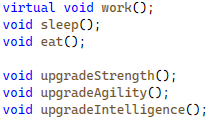 virtual void work();
void sleep();
void eat();

void upgradeStrength();
void upgradeAgility();
void upgradeIntelligence();